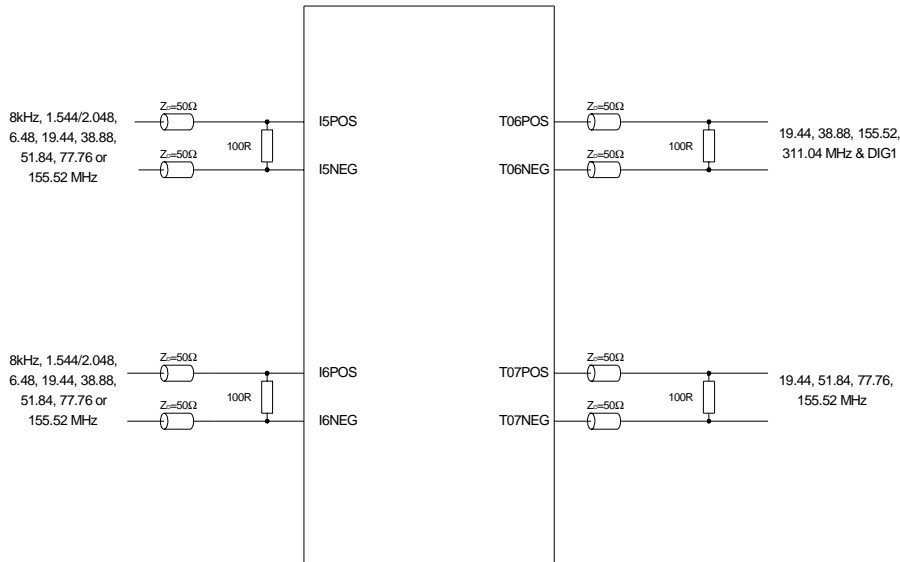 8kHz, 1.544/2.048,
6.48, 19.44, 38.88,
51.84, 77.76 or
155.52 MHz
Z₀=50Ω
Z₀=50Ω
100R
I5POS
I5NEG
T06POS
T06NEG
Z₀=50Ω
Z₀=50Ω
100R
19.44, 38.88, 155.52,
311.04 MHz & DIG1
8kHz, 1.544/2.048,
6.48, 19.44, 38.88,
51.84, 77.76 or
155.52 MHz
Z₀=50Ω
Z₀=50Ω
100R
I6POS
I6NEG
T07POS
T07NEG
Z₀=50Ω
Z₀=50Ω
100R
19.44, 51.84, 77.76,
155.52 MHz